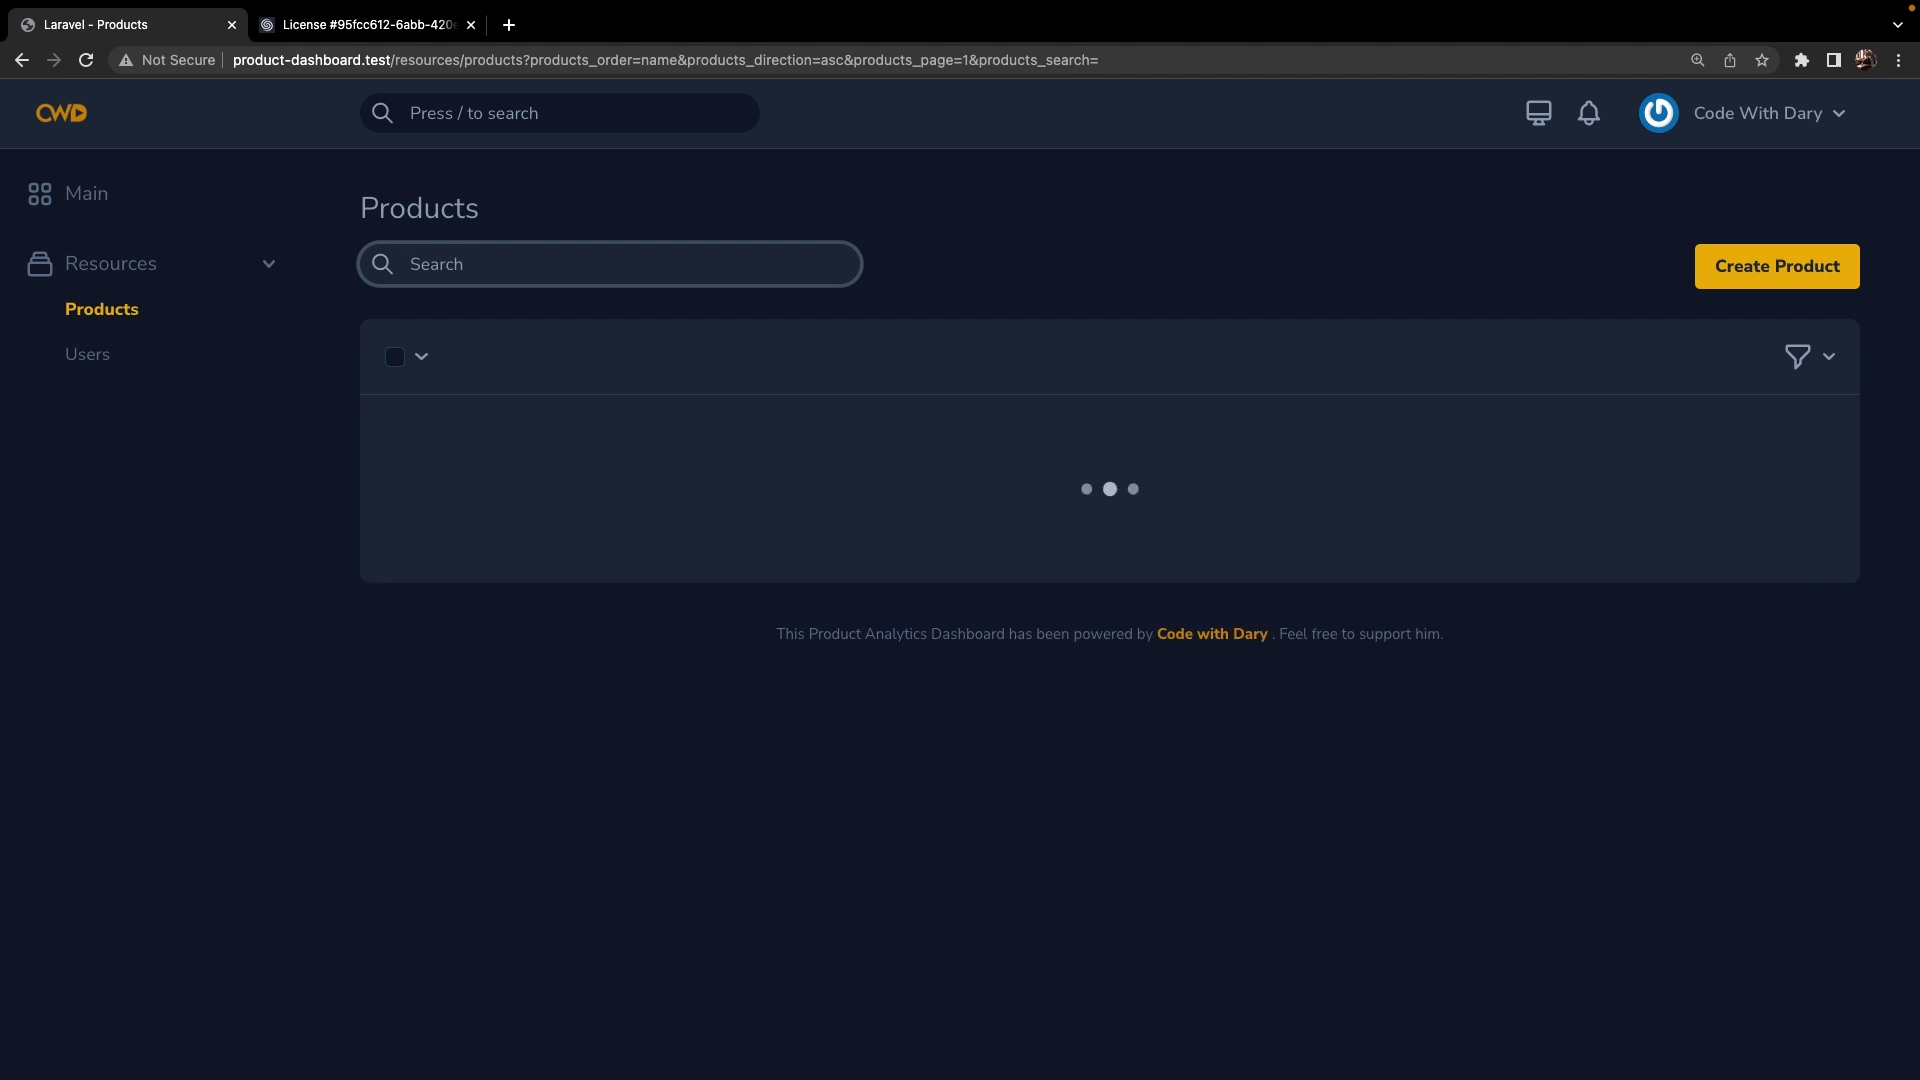 Laravel - Products
License #95fcc612-6abb-420
Not Secure
product-dashboard.test/resources/products?products_order=name&products_direction=asc&products_page=1&products_search=
CWD
Press / to search
Code With Dary
Main
Resources
Products
Users
Products
Search
Create Product
This Product Analytics Dashboard has been powered by Code with Dary . Feel free to support him.